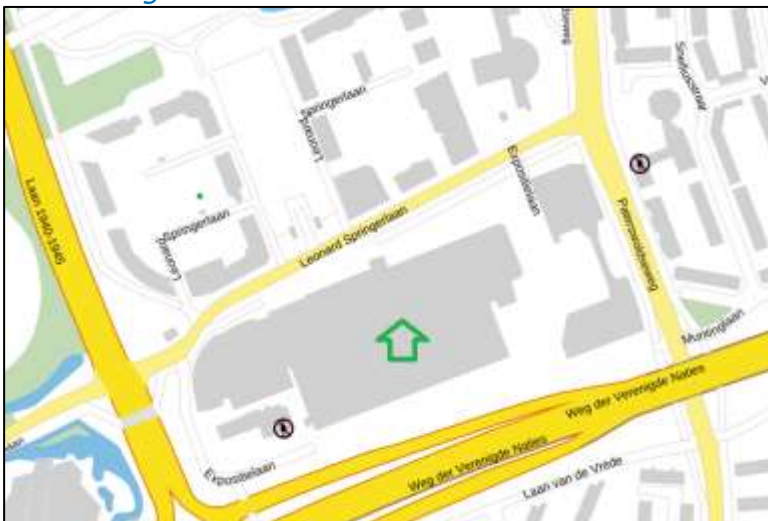 Springerlaan
Leonard
Expositielaan
Laan 1940-1945
Springerlaan
Leonard
Leonard Springerlaan
Paterswoldseweg
Muntinglaan
Weg der Verenigde Naties
Expositielaan
Weg der Verenigde Naties
Laan van de Vrede